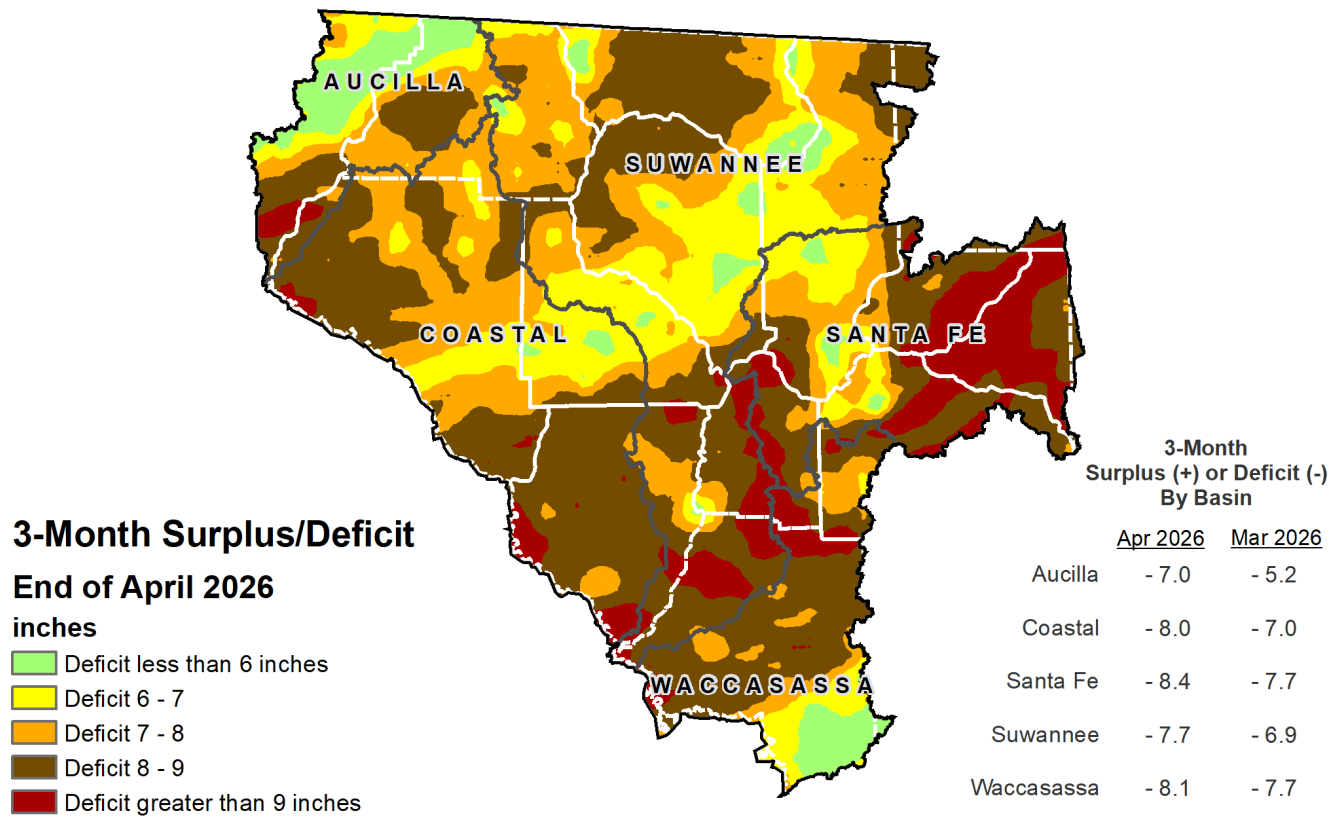 AUCILLA
SUWANNEE
COASTAL
SANTA FE
WACCASASSA
3-Month Surplus/Deficit
End of April 2026
inches
Deficit less than 6 inches
Deficit 6 - 7
Deficit 7 - 8
Deficit 8 - 9
Deficit greater than 9 inches
3-Month
Surplus (+) or Deficit (-)
By Basin
Apr 2026 Mar 2026
Aucilla - 7.0 - 5.2
Coastal - 8.0 - 7.0
Santa Fe - 8.4 - 7.7
Suwannee - 7.7 - 6.9
Waccasassa - 8.1 - 7.7